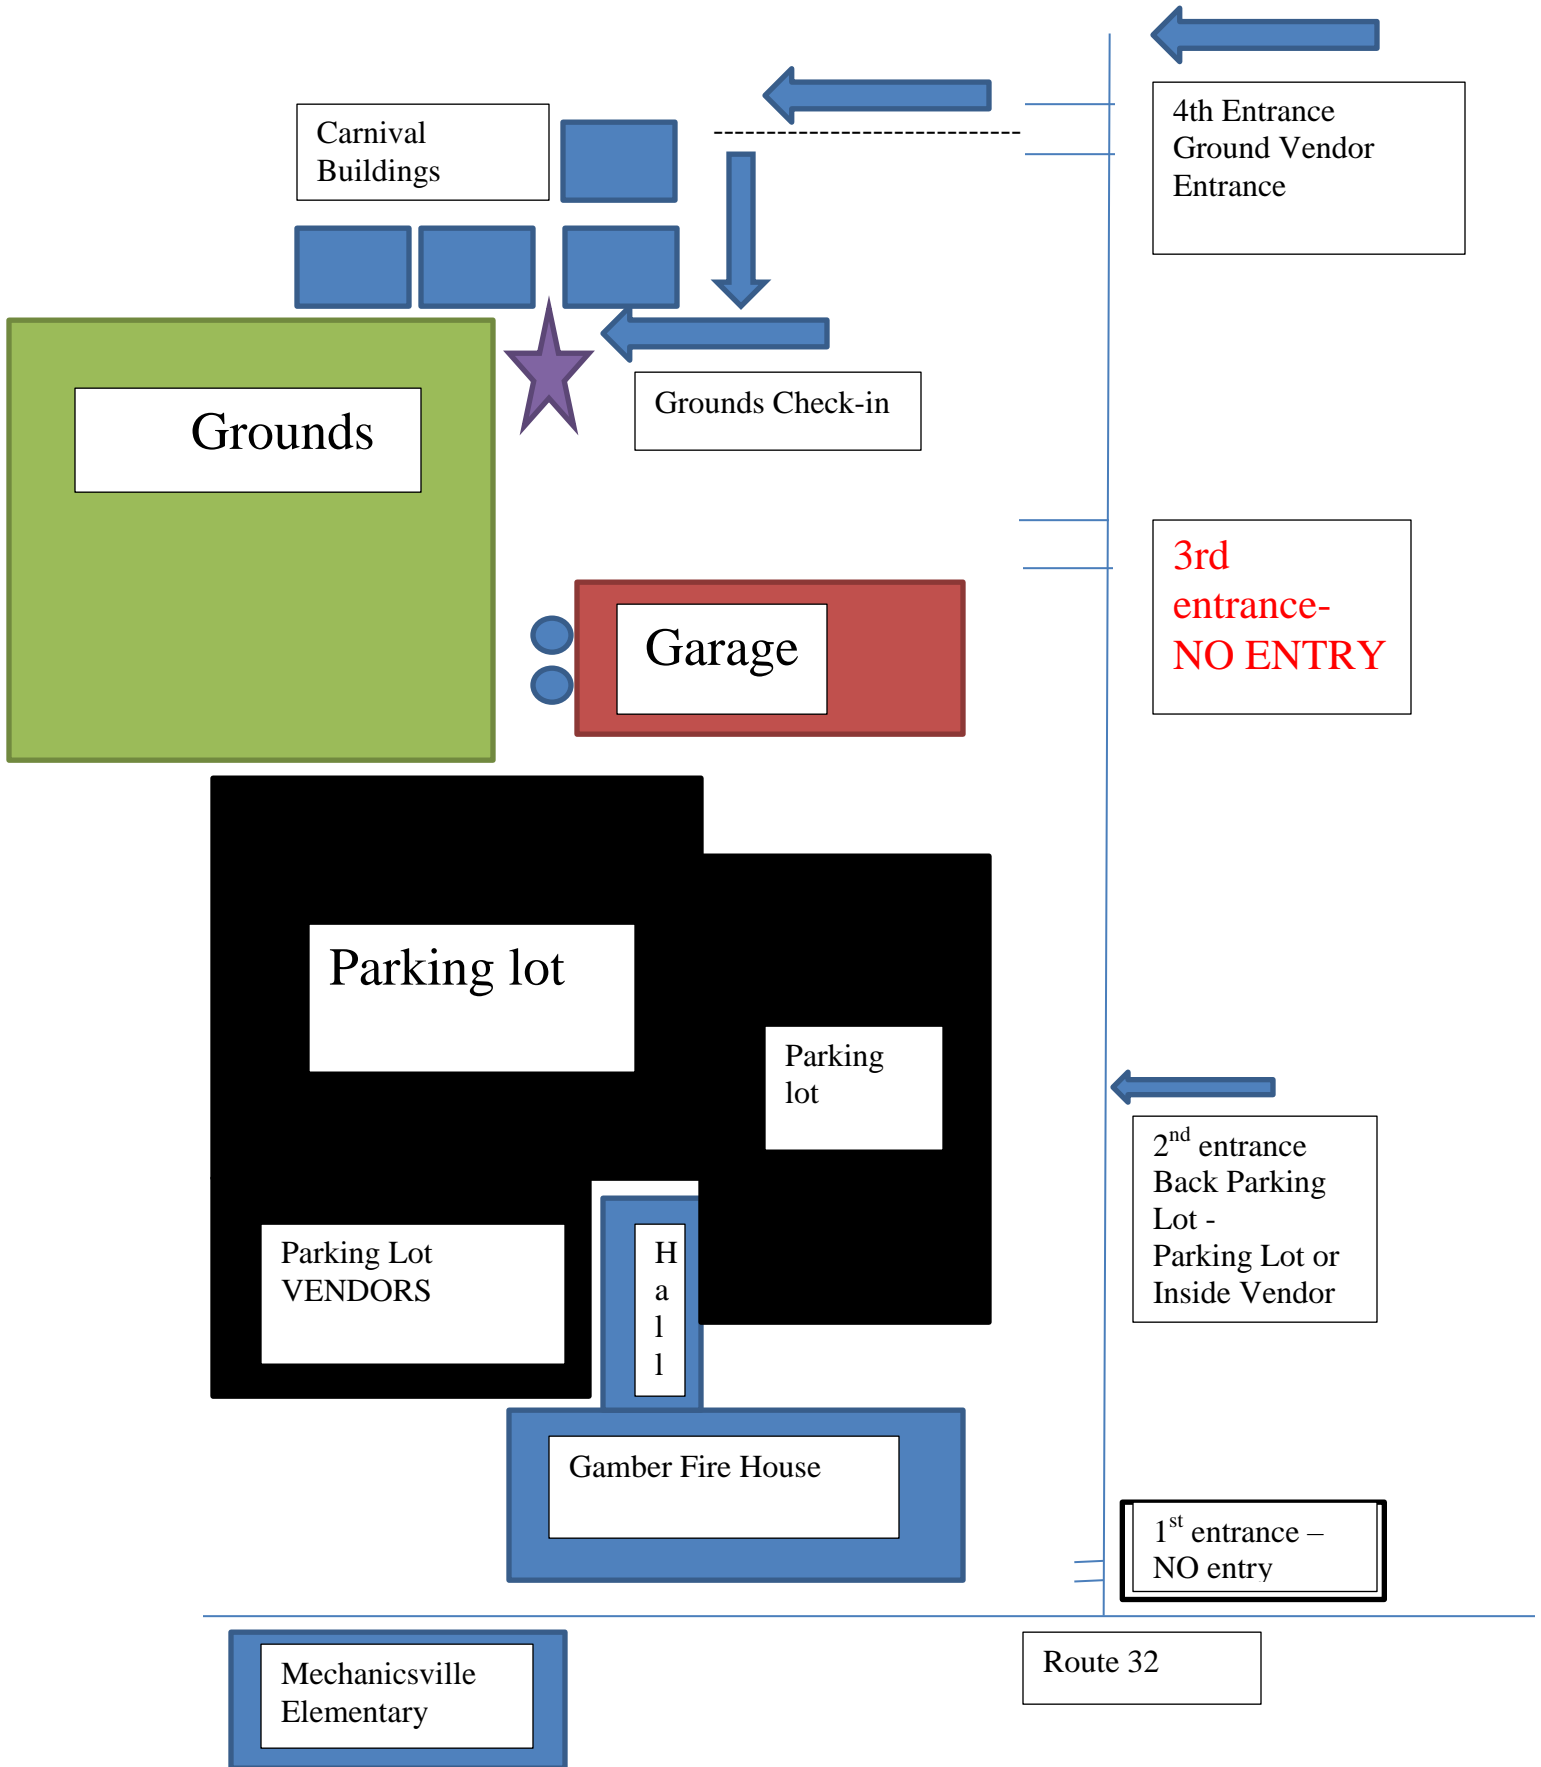 4th Entrance
Ground Vendor
Entrance
Carnival
Buildings
Grounds Check-in
Grounds
3rd
entrance-
NO ENTRY
Garage
Parking lot
Parking
lot
2nd entrance
Back Parking
Lot -
Parking Lot or
Inside Vendor
Parking Lot
VENDORS
H
a
l
l
Gamber Fire House
1st entrance –
NO entry
Route 32
Mechanicsville
Elementary